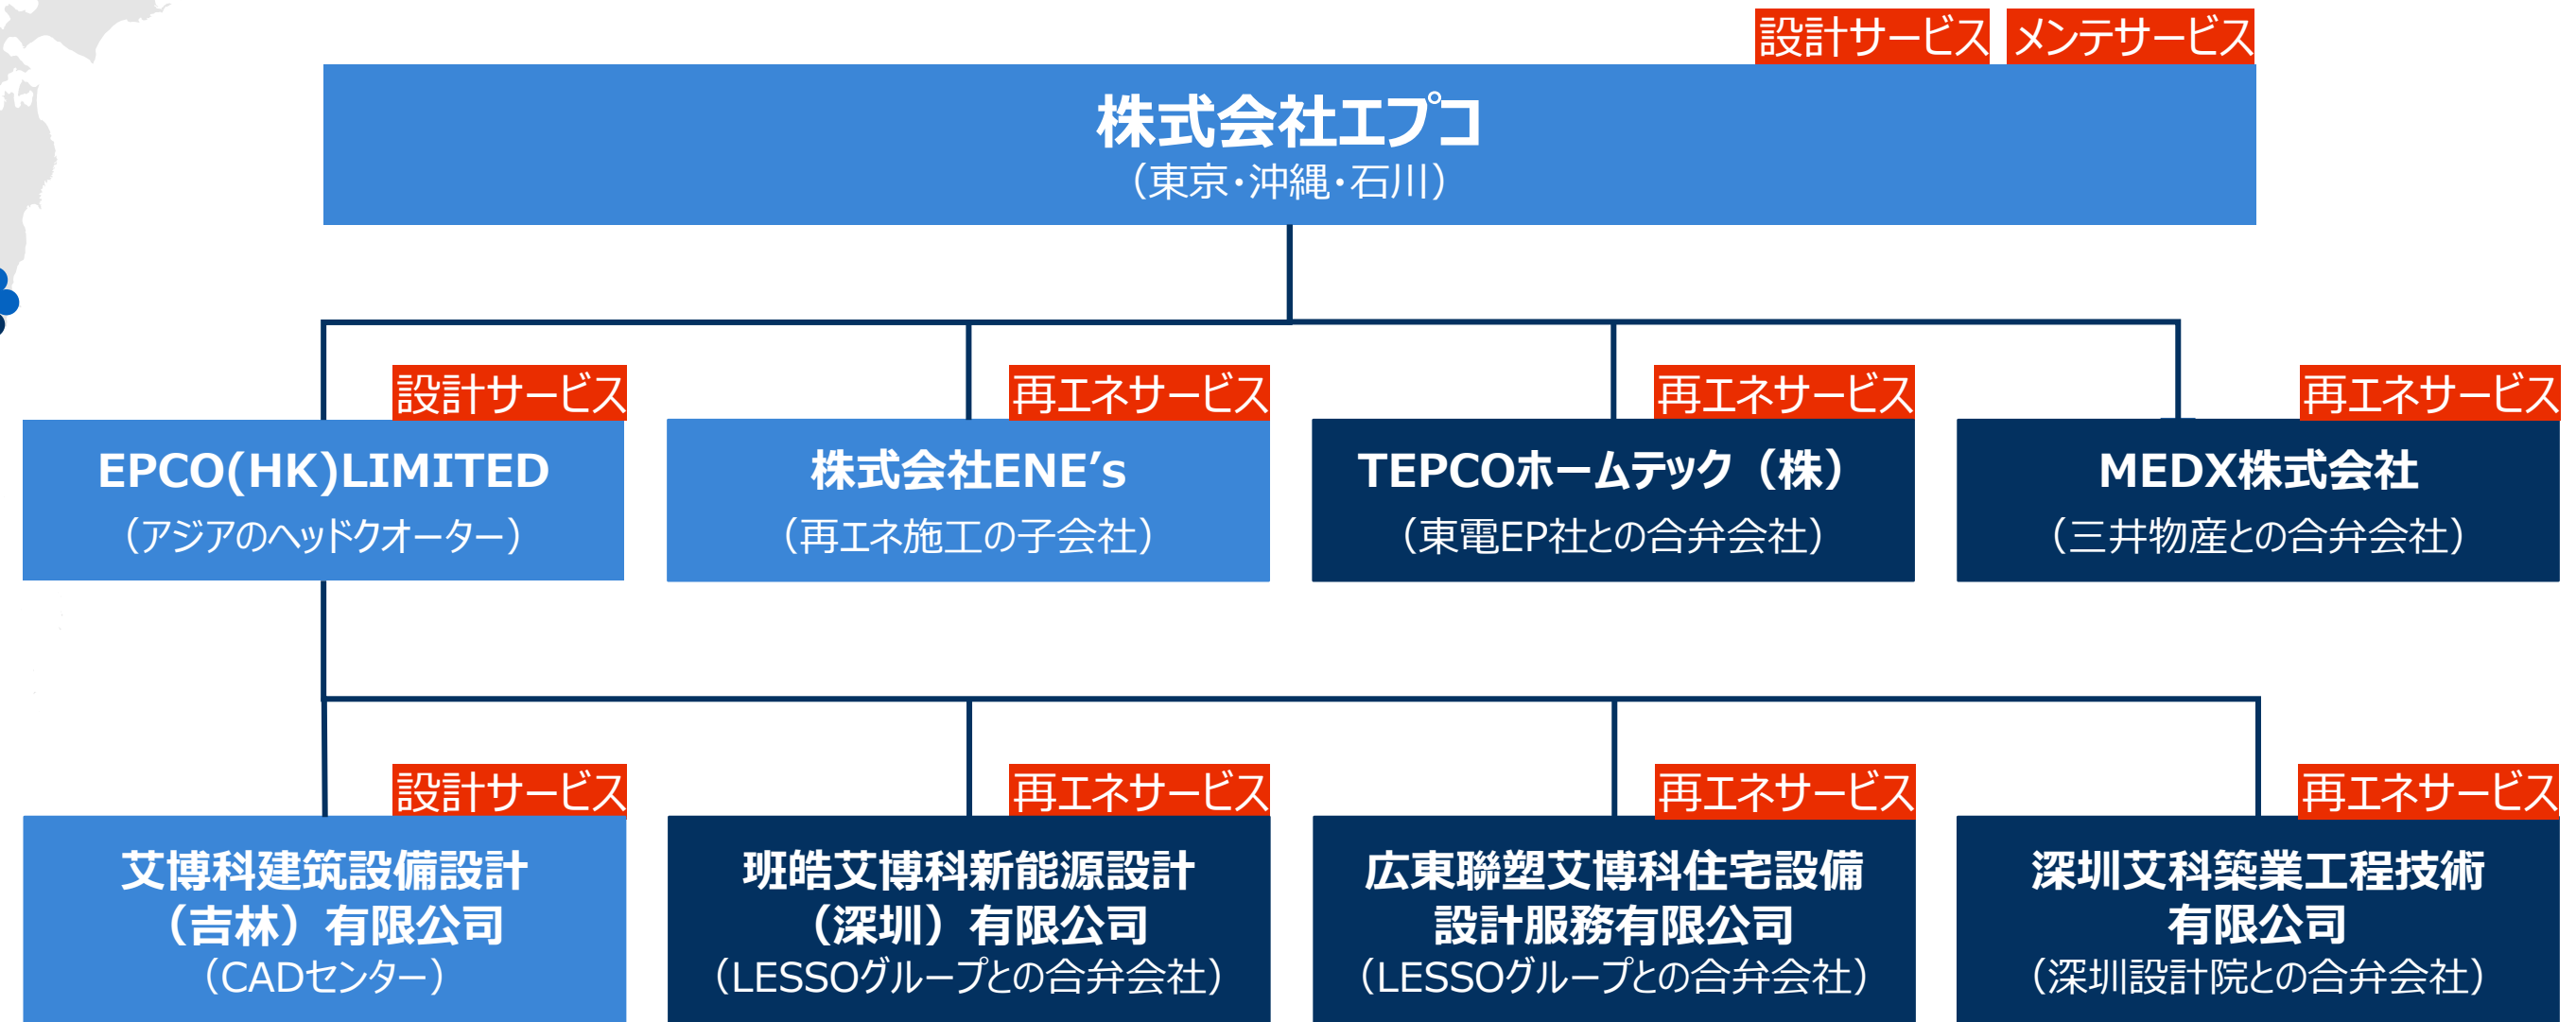 設計サービス メンテサービス
株式会社エプコ
（東京・沖縄・石川）
設計サービス
EPCO(HK)LIMITED
（アジアのヘッドクオーター）
再エネサービス
株式会社ENE’s
（再エネ施工の子会社）
再エネサービス
TEPCOホームテック（株）
（東電EP社との合弁会社）
再エネサービス
MEDX株式会社
（三井物産との合弁会社）
設計サービス
艾博科建筑設備設計
（吉林）有限公司
（CADセンター）
再エネサービス
班皓艾博科新能源設計
（深圳）有限公司
（LESSOグループとの合弁会社）
再エネサービス
広東聯塑艾博科住宅設備
設計服務有限公司
（LESSOグループとの合弁会社）
再エネサービス
深圳艾科築業工程技術
有限公司
（深圳設計院との合弁会社）